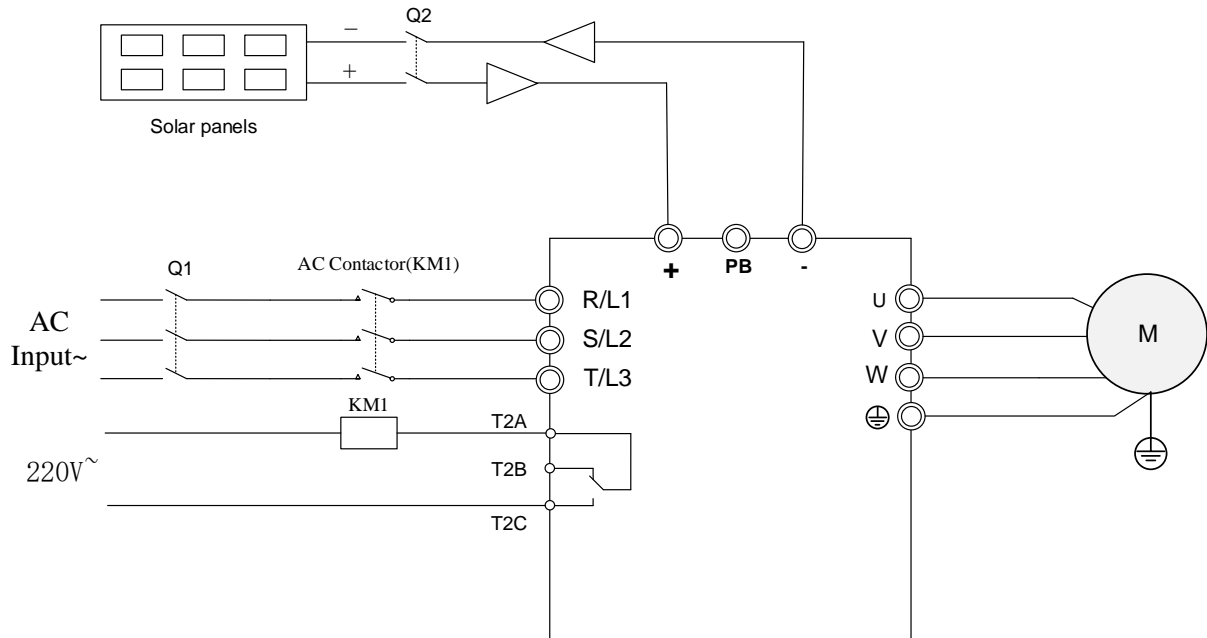 Q2
−
+
Solar panels
+
PB
-
Q1
AC Contactor(KM1)
R/L1
S/L2
T/L3
AC
Input~
U
V
W
M
KM1
T2A
T2B
T2C
220V~